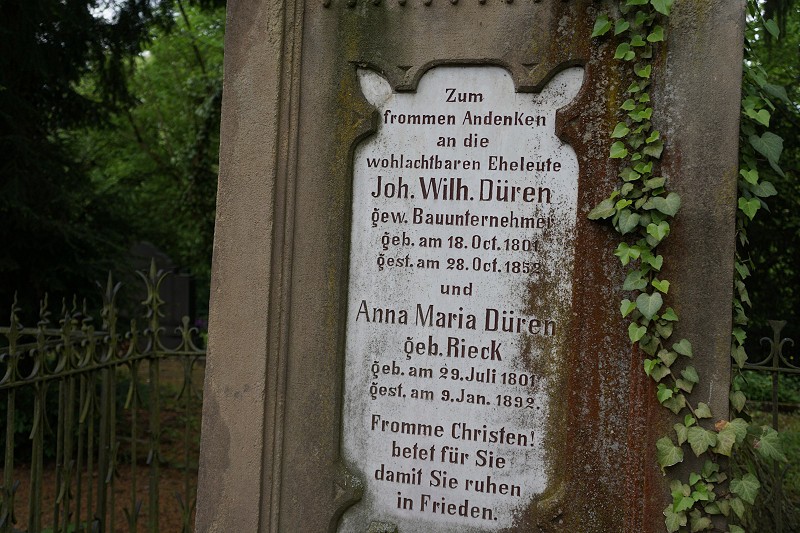 Zum
frommen Andenken
an die
wohlachtbaren Eheleute
Joh. Wilh. Düren
gew. Bauunternehmer
geb. am 18. Oct. 1801.
gest. am 28. Oct. 1852.
und
Anna Maria Düren
geb. Rieck
geb. am 29. Juli 1801
gest. am 9. Jan. 1892.
Fromme Christen!
betet für Sie
damit Sie ruhen
in Frieden.